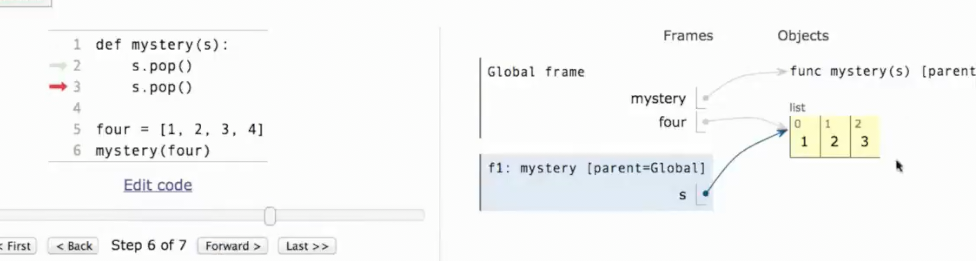 1 def mystery(s):
2 s.pop()
3 s.pop()
4
5 four = [1, 2, 3, 4]
6 mystery(four)
Edit code
< First < Back Step 6 of 7 Forward > Last >>
Frames Objects
Global frame
mystery
four
func mystery(s) [parent
list
0 1 2
1 2 3
f1: mystery [parent=Global]
s